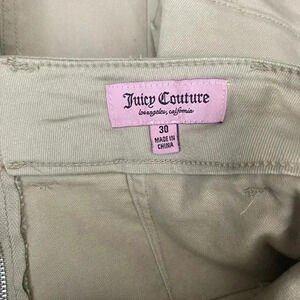 Juicy Couture
los angeles, california
30
MADE IN
CHINA